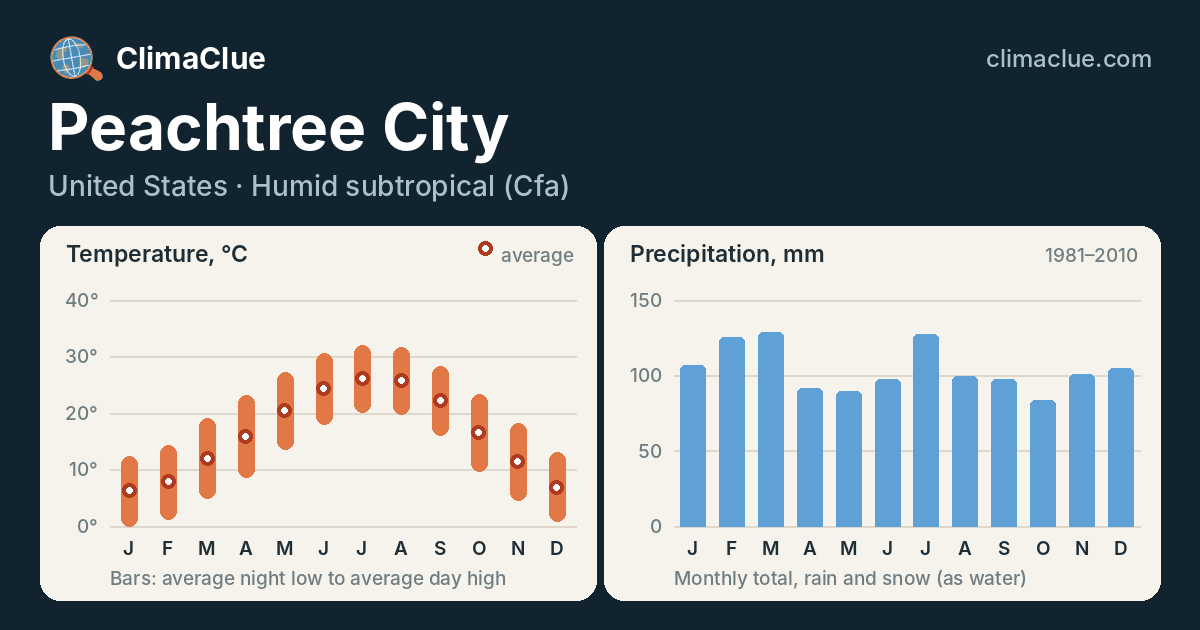 ClimaClue
climaclue.com
Peachtree City
United States · Humid subtropical (Cfa)
Temperature, °C
average
40°
30°
20°
10°
0°
J F M A M J J A S O N D
Bars: average night low to average day high
Precipitation, mm
1981–2010
150
100
50
0
J F M A M J J A S O N D
Monthly total, rain and snow (as water)